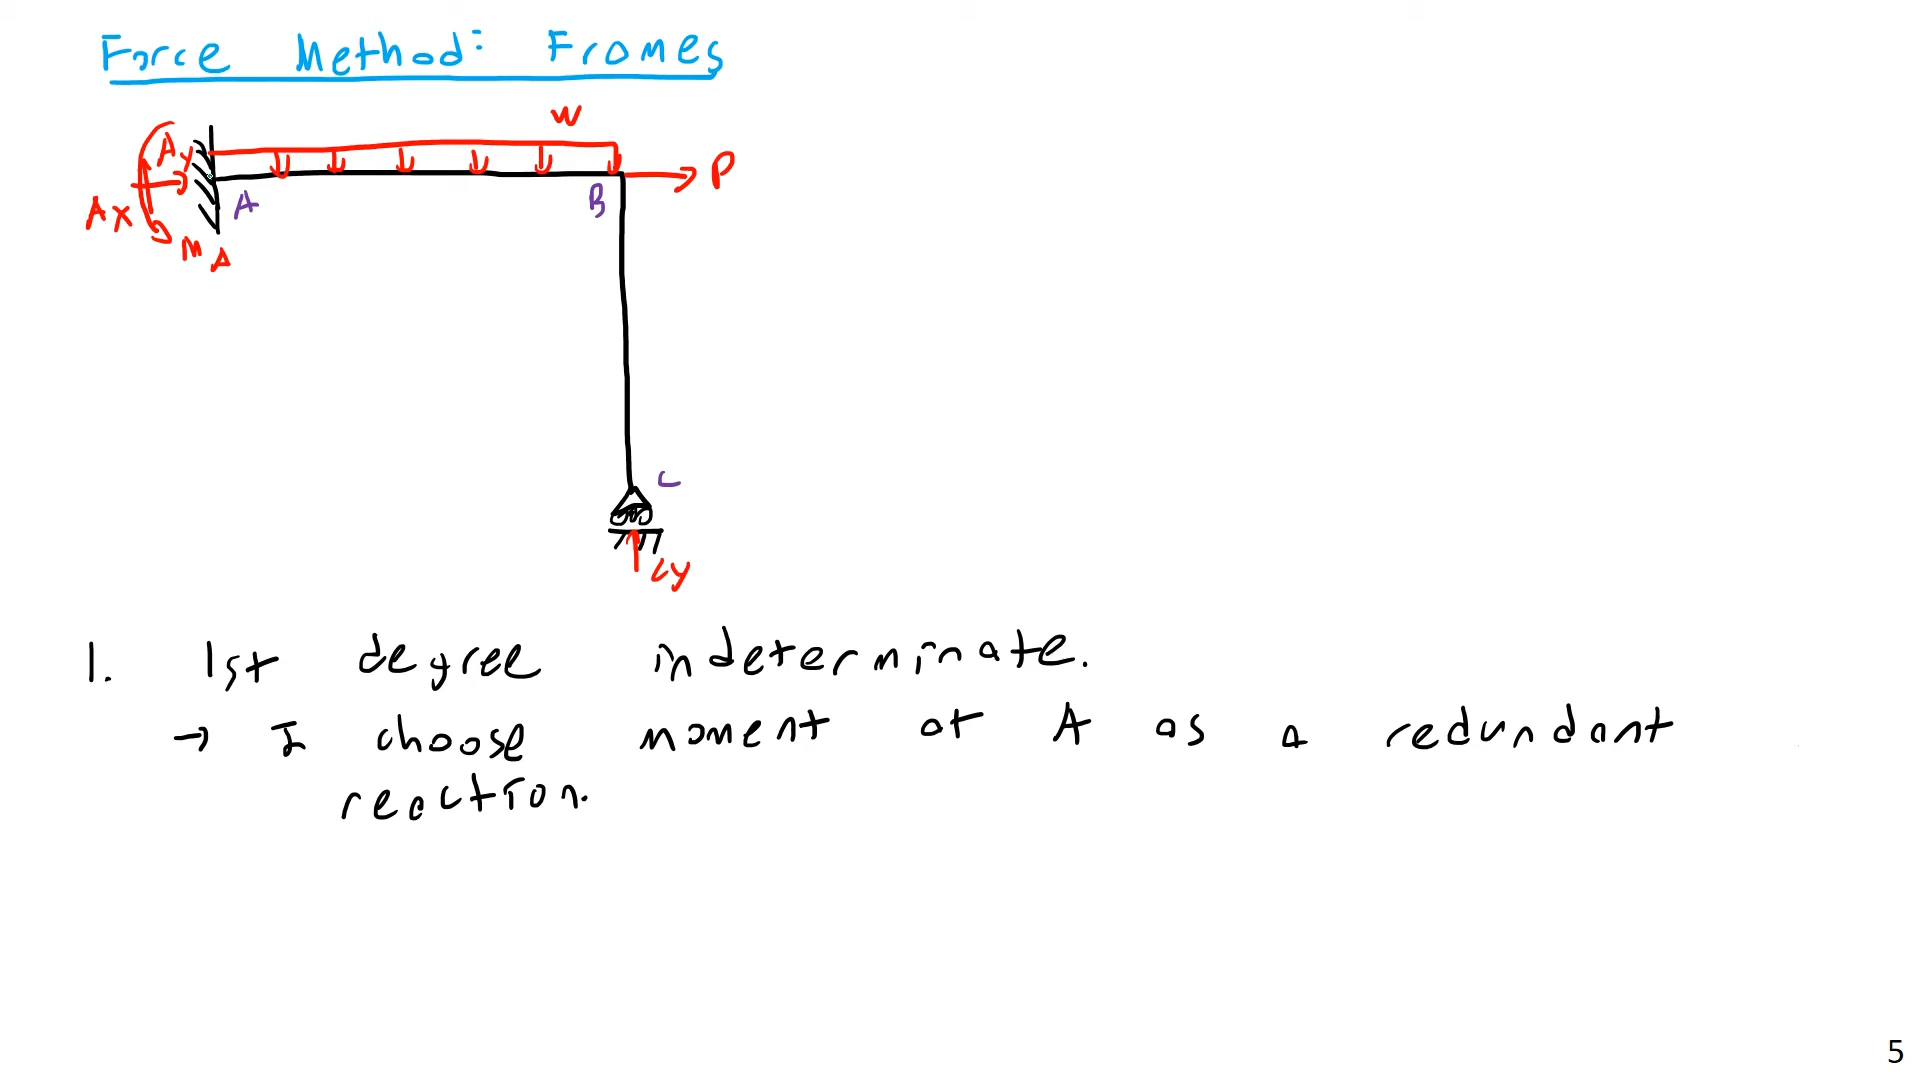 Force Method: Frames
w
Ay
P
Ax
A
B
MA
C
Cy
1. 1st degree indeterminate.
→ I choose moment at A as a redundant
reaction.
5